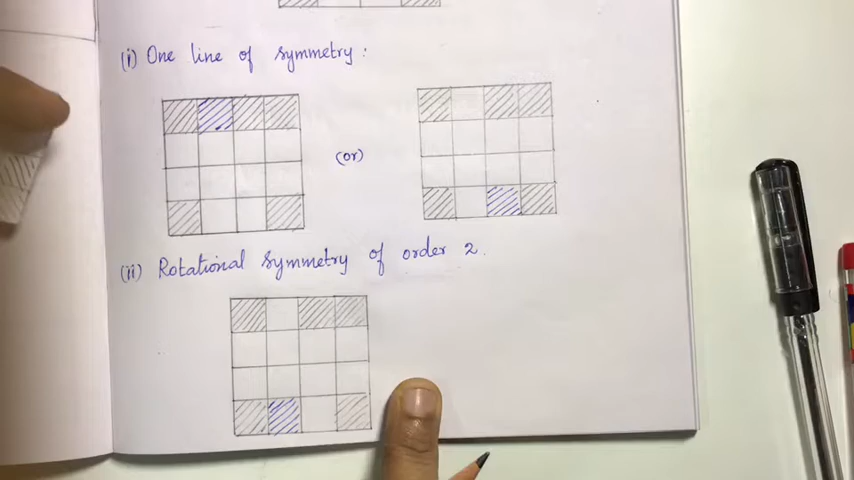 (i) One line of symmetry:
(or)
(ii) Rotational symmetry of order 2.